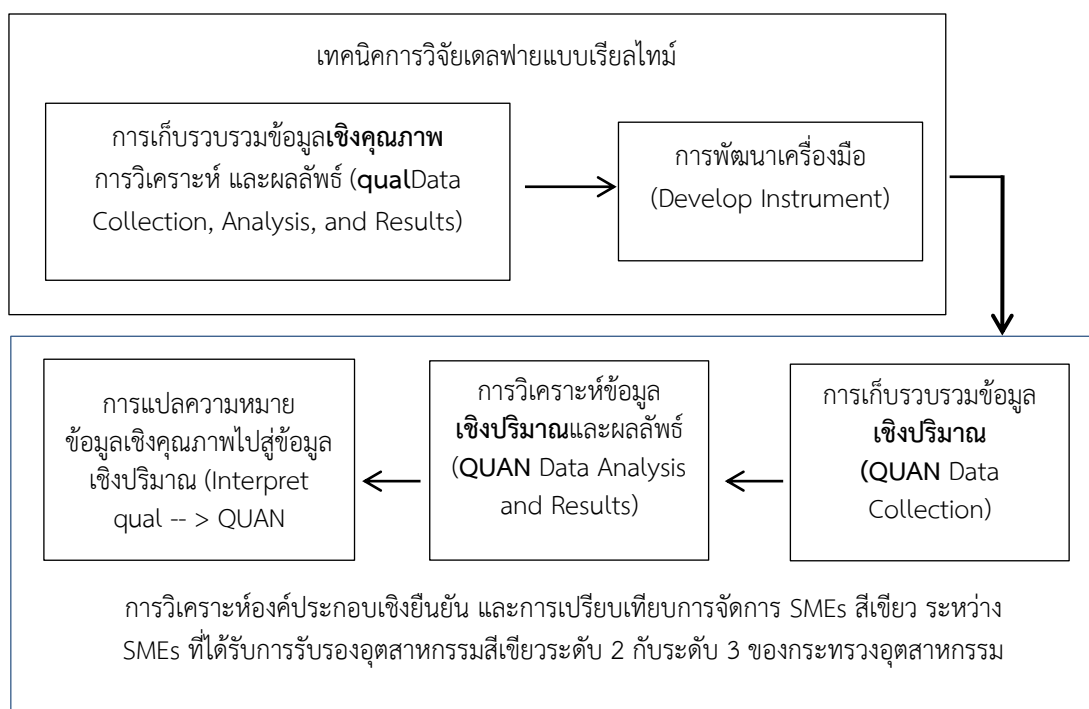 เทคนิคการวิจัยเดลฟายแบบเรียลไทม์
การเก็บรวบรวมข้อมูลเชิงคุณภาพ
การวิเคราะห์ และผลลัพธ์ (qualData
Collection, Analysis, and Results)
การพัฒนาเครื่องมือ
(Develop Instrument)
การแปลความหมาย
ข้อมูลเชิงคุณภาพไปสู่ข้อมูล
เชิงปริมาณ (Interpret
qual -- > QUAN
การวิเคราะห์ข้อมูล
เชิงปริมาณและผลลัพธ์
(QUAN Data Analysis
and Results)
การเก็บรวบรวมข้อมูล
เชิงปริมาณ
(QUAN Data
Collection)
การวิเคราะห์องค์ประกอบเชิงยืนยัน และการเปรียบเทียบการจัดการ SMEs สีเขียว ระหว่าง
SMEs ที่ได้รับการรับรองอุตสาหกรรมสีเขียวระดับ 2 กับระดับ 3 ของกระทรวงอุตสาหกรรม